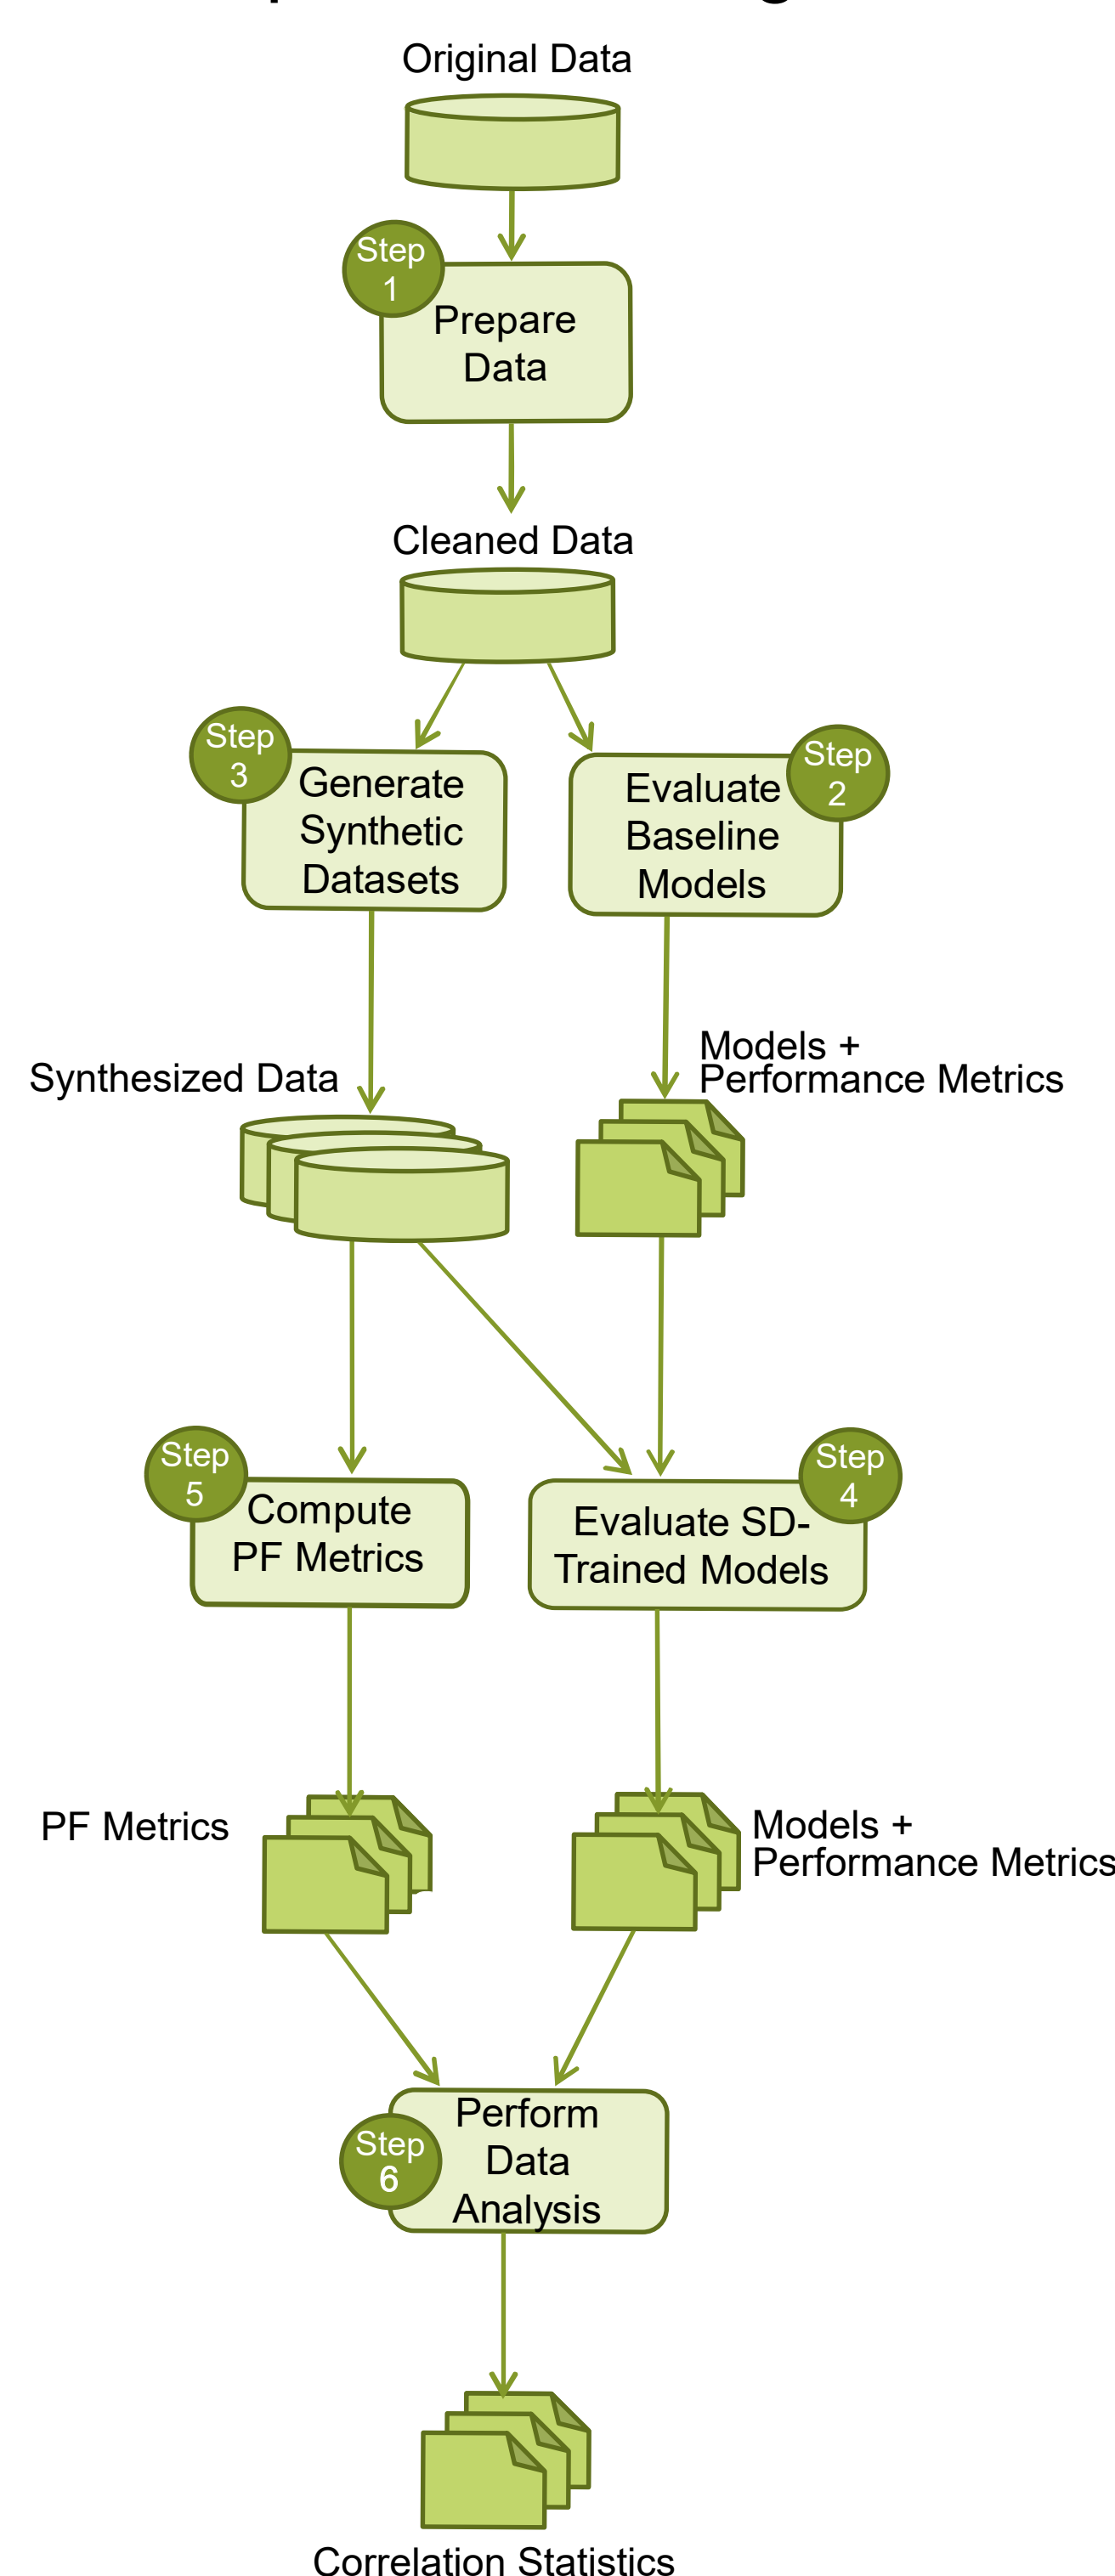 Original Data
Step
1
Prepare
Data
Cleaned Data
Step
3
Generate
Synthetic
Datasets
Step
2
Evaluate
Baseline
Models
Synthesized Data
Models +
Performance Metrics
Step
5
Compute
PF Metrics
Step
4
Evaluate SD-
Trained Models
PF Metrics
Models +
Performance Metrics
Step
6
Perform
Data
Analysis
Correlation Statistics